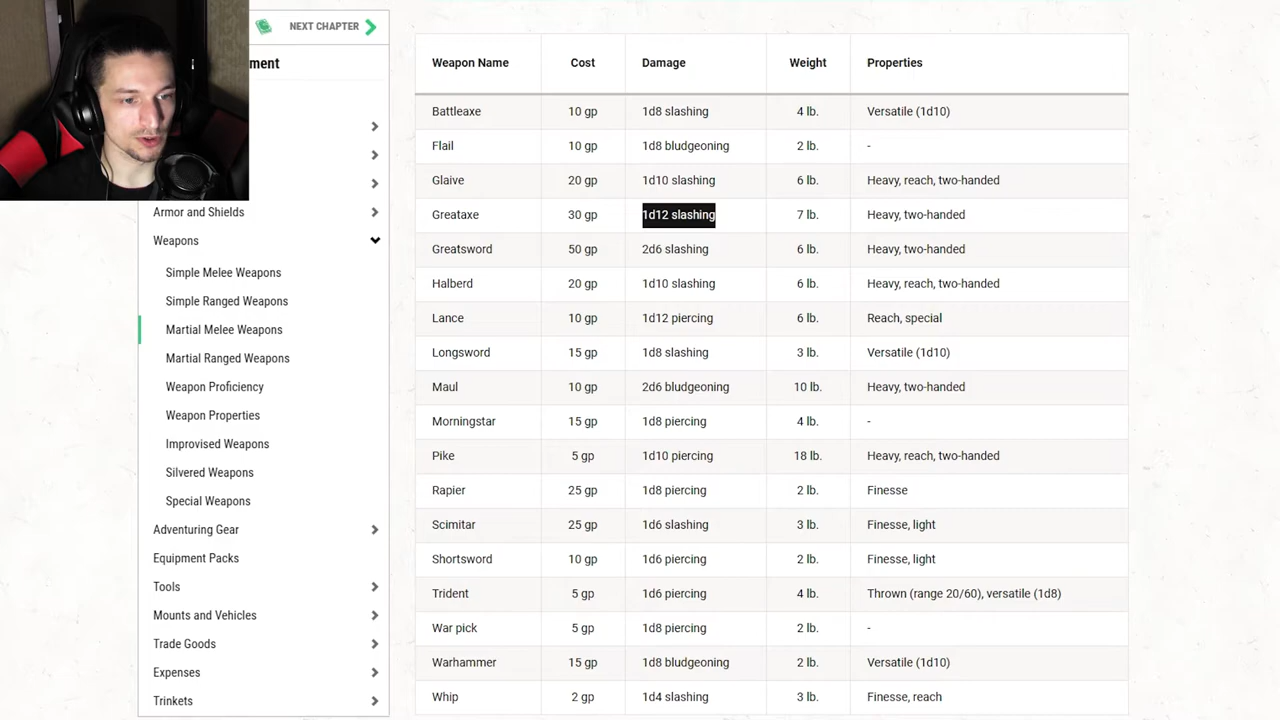 NEXT CHAPTER
ment
Armor and Shields
Weapons
Simple Melee Weapons
Simple Ranged Weapons
Martial Melee Weapons
Martial Ranged Weapons
Weapon Proficiency
Weapon Properties
Improvised Weapons
Silvered Weapons
Special Weapons
Adventuring Gear
Equipment Packs
Tools
Mounts and Vehicles
Trade Goods
Expenses
Trinkets
Weapon Name Cost Damage Weight Properties
Battleaxe 10 gp 1d8 slashing 4 lb. Versatile (1d10)
Flail 10 gp 1d8 bludgeoning 2 lb. -
Glaive 20 gp 1d10 slashing 6 lb. Heavy, reach, two-handed
Greataxe 30 gp 1d12 slashing 7 lb. Heavy, two-handed
Greatsword 50 gp 2d6 slashing 6 lb. Heavy, two-handed
Halberd 20 gp 1d10 slashing 6 lb. Heavy, reach, two-handed
Lance 10 gp 1d12 piercing 6 lb. Reach, special
Longsword 15 gp 1d8 slashing 3 lb. Versatile (1d10)
Maul 10 gp 2d6 bludgeoning 10 lb. Heavy, two-handed
Morningstar 15 gp 1d8 piercing 4 lb. -
Pike 5 gp 1d10 piercing 18 lb. Heavy, reach, two-handed
Rapier 25 gp 1d8 piercing 2 lb. Finesse
Scimitar 25 gp 1d6 slashing 3 lb. Finesse, light
Shortsword 10 gp 1d6 piercing 2 lb. Finesse, light
Trident 5 gp 1d6 piercing 4 lb. Thrown (range 20/60), versatile (1d8)
War pick 5 gp 1d8 piercing 2 lb. -
Warhammer 15 gp 1d8 bludgeoning 2 lb. Versatile (1d10)
Whip 2 gp 1d4 slashing 3 lb. Finesse, reach